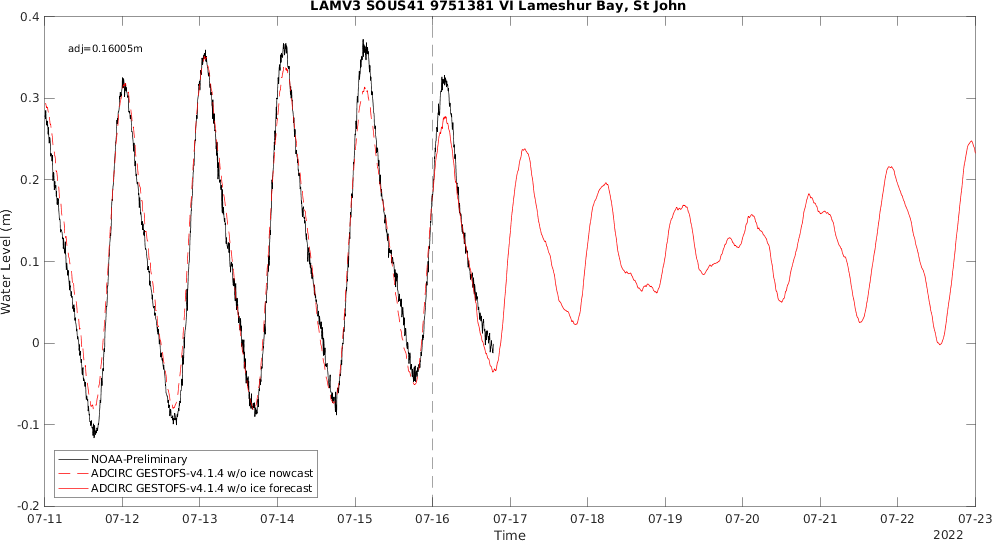 LAMV3 SOUS41 9751381 VI Lameshur Bay, St John
adj=0.16005m
0.4
0.3
0.2
0.1
0
-0.1
-0.2
Water Level (m)
NOAA-Preliminary
ADCIRC GESTOFS-v4.1.4 w/o ice nowcast
ADCIRC GESTOFS-v4.1.4 w/o ice forecast
07-11 07-12 07-13 07-14 07-15 07-16 07-17 07-18 07-19 07-20 07-21 07-22 07-23
Time
2022